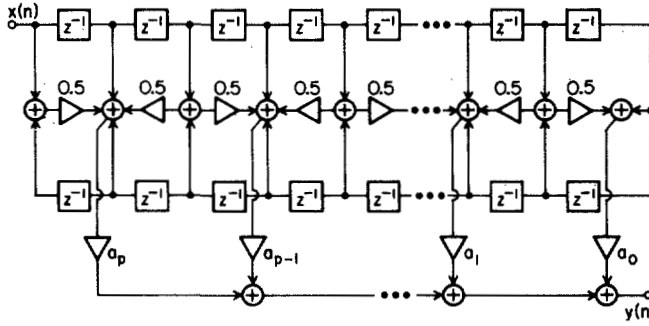 x(n)
z⁻¹ z⁻¹ z⁻¹ z⁻¹ z⁻¹ z⁻¹ z⁻¹
0.5 0.5 0.5 0.5 0.5 0.5 0.5
z⁻¹ z⁻¹ z⁻¹ z⁻¹ z⁻¹ z⁻¹ z⁻¹
aₚ aₚ₋₁ a₁ a₀
y(n)